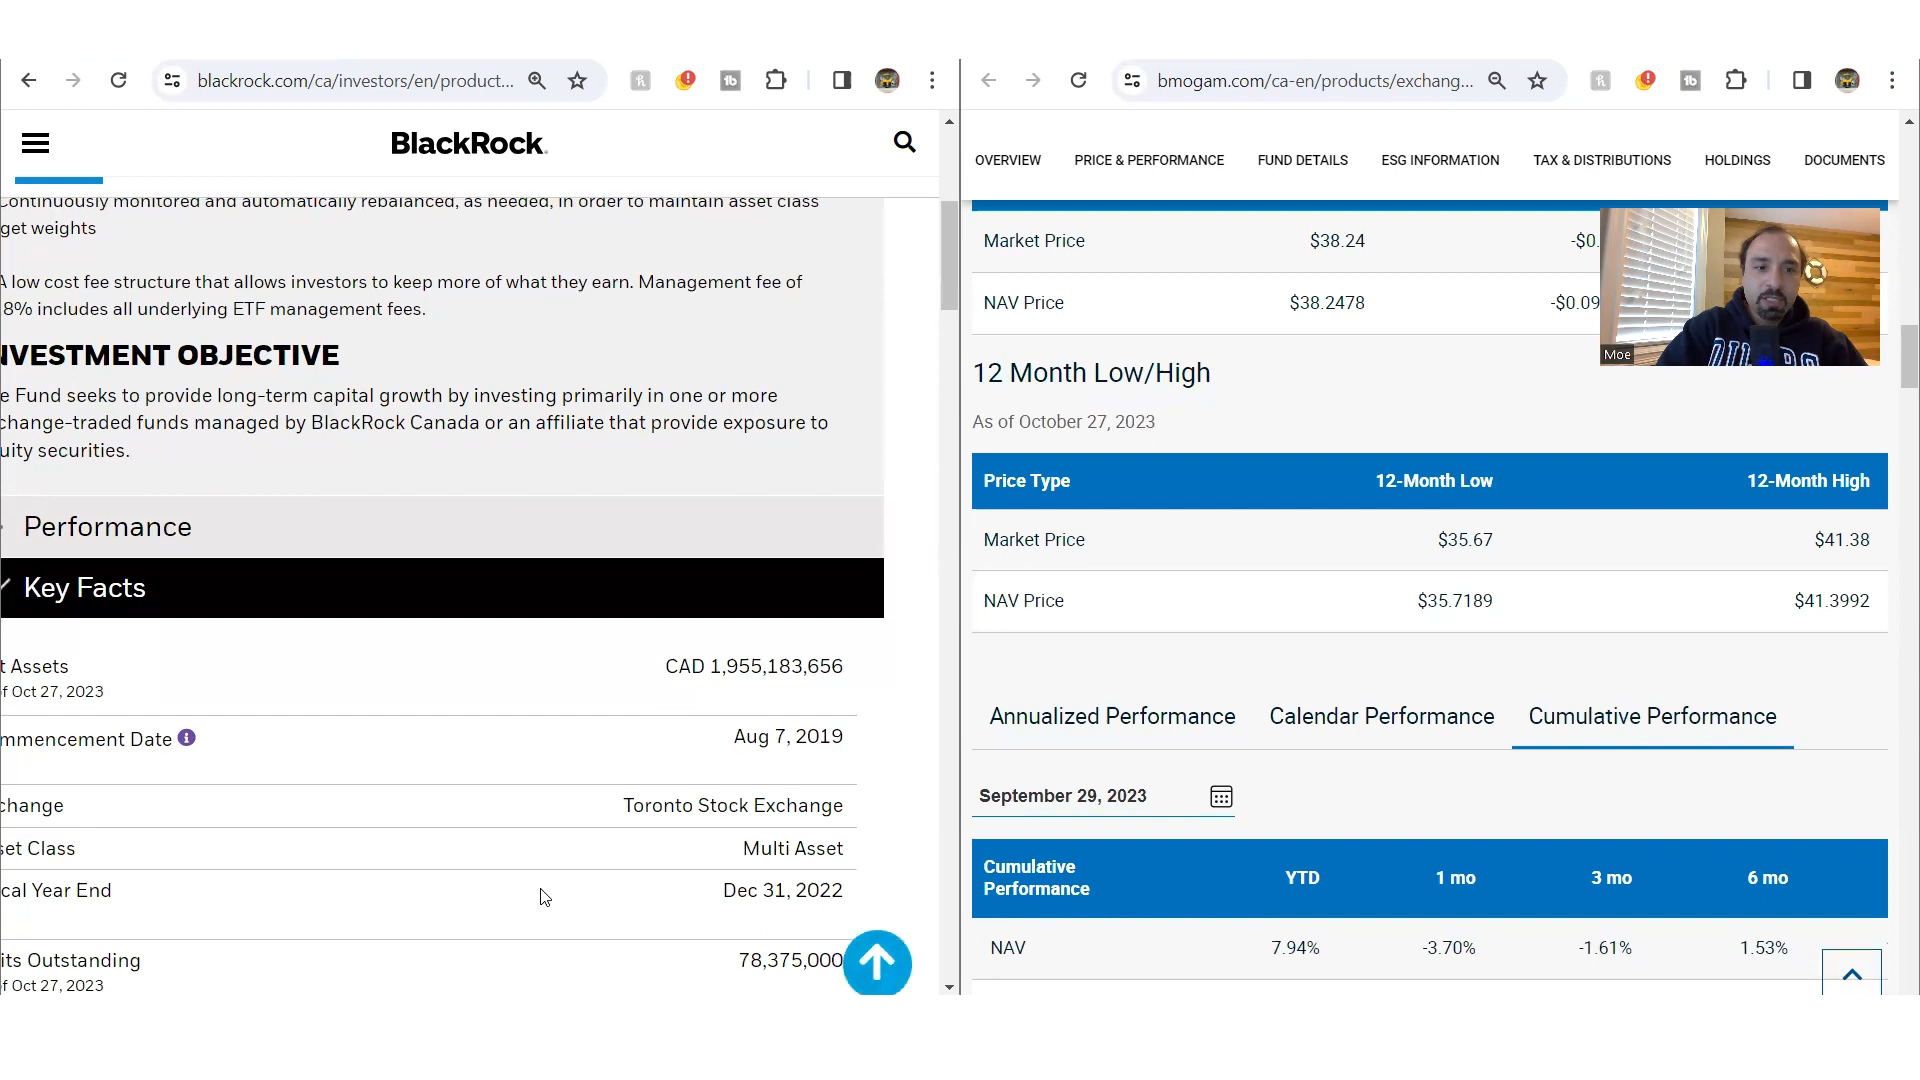 blackrock.com/ca/investors/en/product...
BlackRock
Continuously monitored and automatically rebalanced, as needed, in order to maintain asset class
get weights
A low cost fee structure that allows investors to keep more of what they earn. Management fee of
8% includes all underlying ETF management fees.
NVESTMENT OBJECTIVE
e Fund seeks to provide long-term capital growth by investing primarily in one or more
change-traded funds managed by BlackRock Canada or an affiliate that provide exposure to
uity securities.
Performance
Key Facts
t Assets CAD 1,955,183,656
f Oct 27, 2023
mmencement Date Aug 7, 2019
change Toronto Stock Exchange
set Class Multi Asset
cal Year End Dec 31, 2022
its Outstanding 78,375,000
f Oct 27, 2023
bmogam.com/ca-en/products/exchang...
OVERVIEW PRICE & PERFORMANCE FUND DETAILS ESG INFORMATION TAX & DISTRIBUTIONS HOLDINGS DOCUMENTS
Market Price $38.24 -$0.
NAV Price $38.2478 -$0.09
Moe
12 Month Low/High
As of October 27, 2023
Price Type 12-Month Low 12-Month High
Market Price $35.67 $41.38
NAV Price $35.7189 $41.3992
Annualized Performance Calendar Performance Cumulative Performance
September 29, 2023
Cumulative
Performance YTD 1 mo 3 mo 6 mo
NAV 7.94% -3.70% -1.61% 1.53%